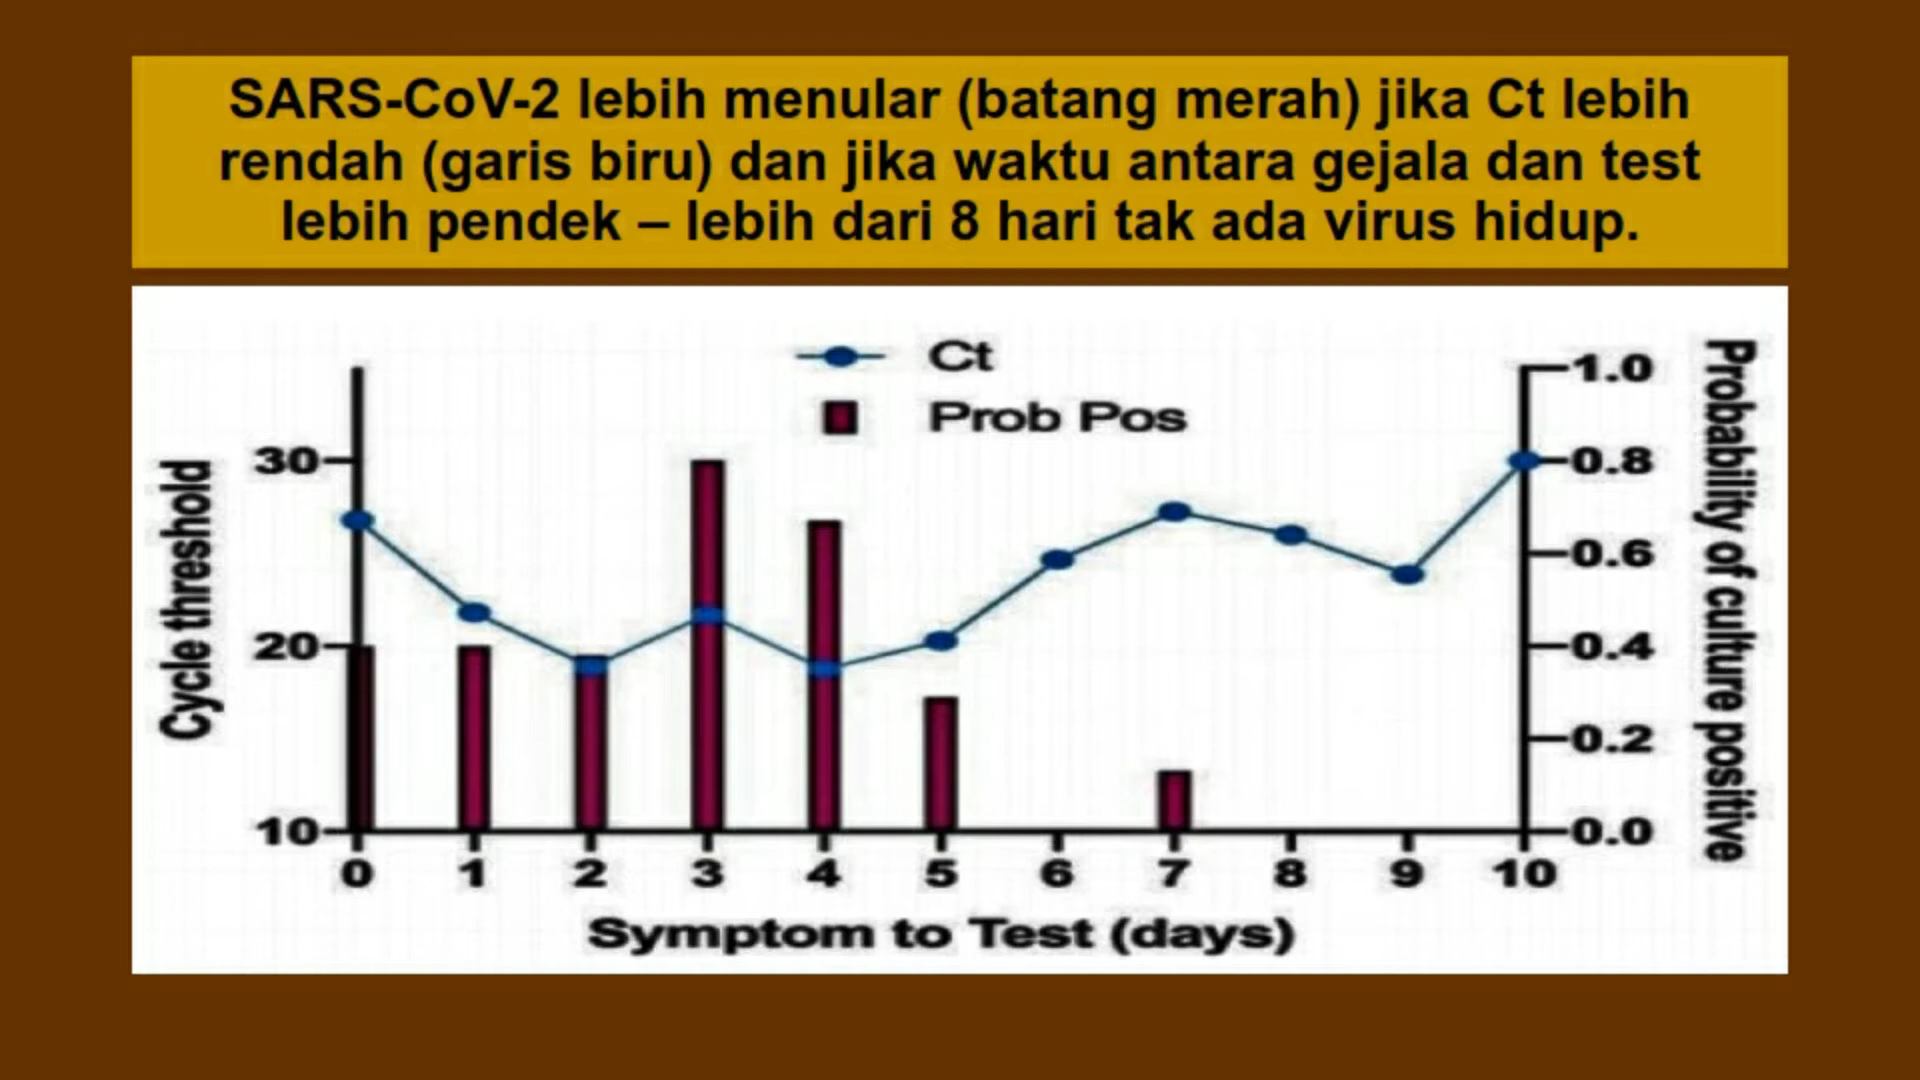 SARS-CoV-2 lebih menular (batang merah) jika Ct lebih
rendah (garis biru) dan jika waktu antara gejala dan test
lebih pendek – lebih dari 8 hari tak ada virus hidup.
Ct
Prob Pos
Cycle threshold
30
20
10
1.0
0.8
0.6
0.4
0.2
0.0
Probability of culture positive
0 1 2 3 4 5 6 7 8 9 10
Symptom to Test (days)